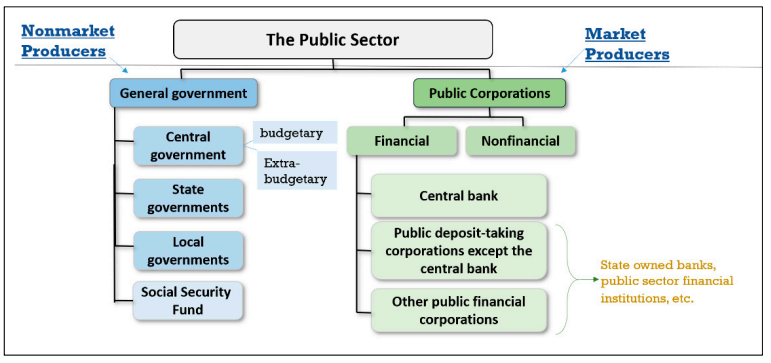 Nonmarket
Producers
The Public Sector
Market
Producers
General government
Public Corporations
Central
government
budgetary
Extra-
budgetary
Financial
Nonfinancial
State
governments
Central bank
Local
governments
Public deposit-taking
corporations except the
central bank
State owned banks,
public sector financial
institutions, etc.
Social Security
Fund
Other public financial
corporations